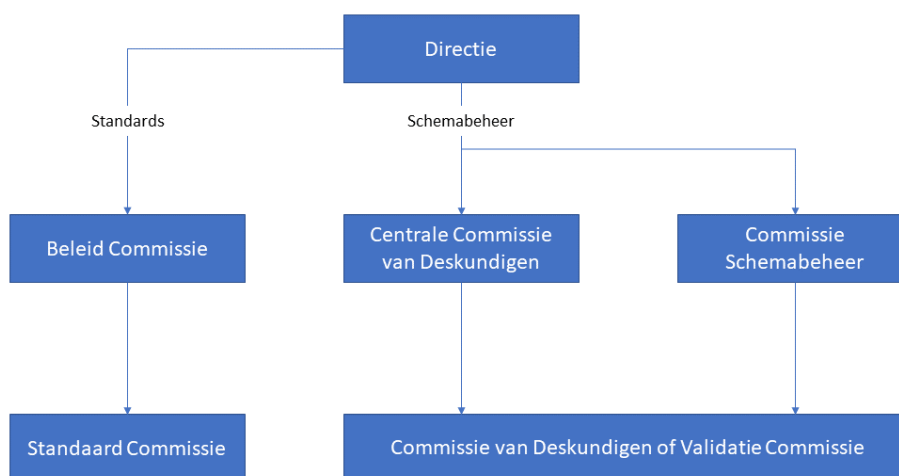 Directie
Standards
Schemabeheer
Beleid Commissie
Centrale Commissie
van Deskundigen
Commissie
Schemabeheer
Standaard Commissie
Commissie van Deskundigen of Validatie Commissie